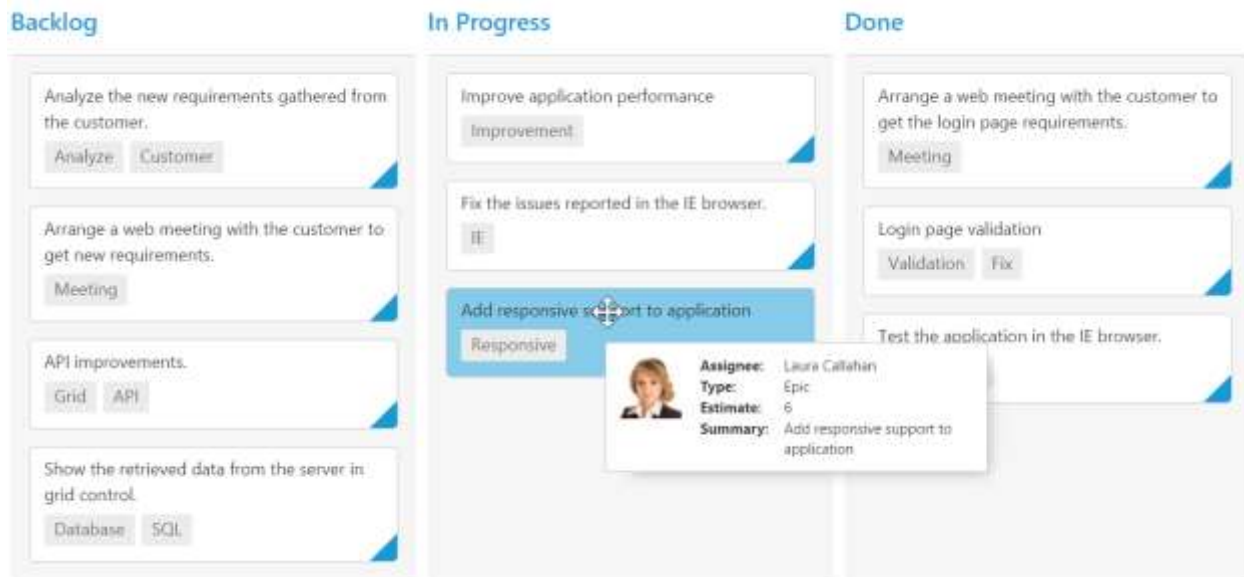 Backlog
Analyze the new requirements gathered from
the customer.
Analyze Customer
Arrange a web meeting with the customer to
get new requirements.
Meeting
API improvements.
Grid API
Show the retrieved data from the server in
grid control.
Database SQL
In Progress
Improve application performance
Improvement
Fix the issues reported in the IE browser.
IE
Add responsive support to application
Responsive
Assignee: Laura Callahan
Type: Epic
Estimate: 6
Summary: Add responsive support to
application
Done
Arrange a web meeting with the customer to
get the login page requirements.
Meeting
Login page validation
Validation Fix
Test the application in the IE browser.